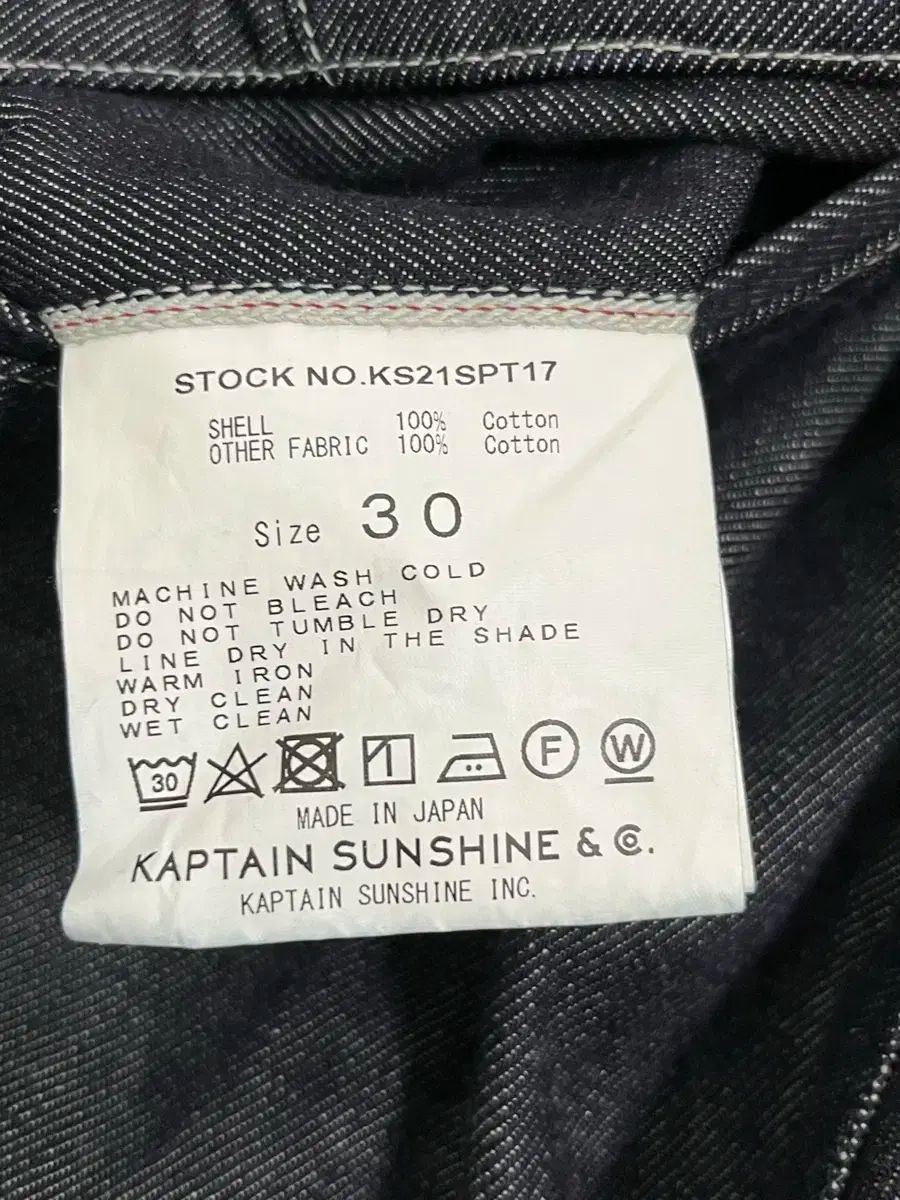 STOCK NO.KS21SPT17
SHELL 100% Cotton
OTHER FABRIC 100% Cotton
Size 30
MACHINE WASH COLD
DO NOT BLEACH
DO NOT TUMBLE DRY
LINE DRY IN THE SHADE
WARM IRON
DRY CLEAN
WET CLEAN
30 F W
MADE IN JAPAN
KAPTAIN SUNSHINE & Co.
KAPTAIN SUNSHINE INC.